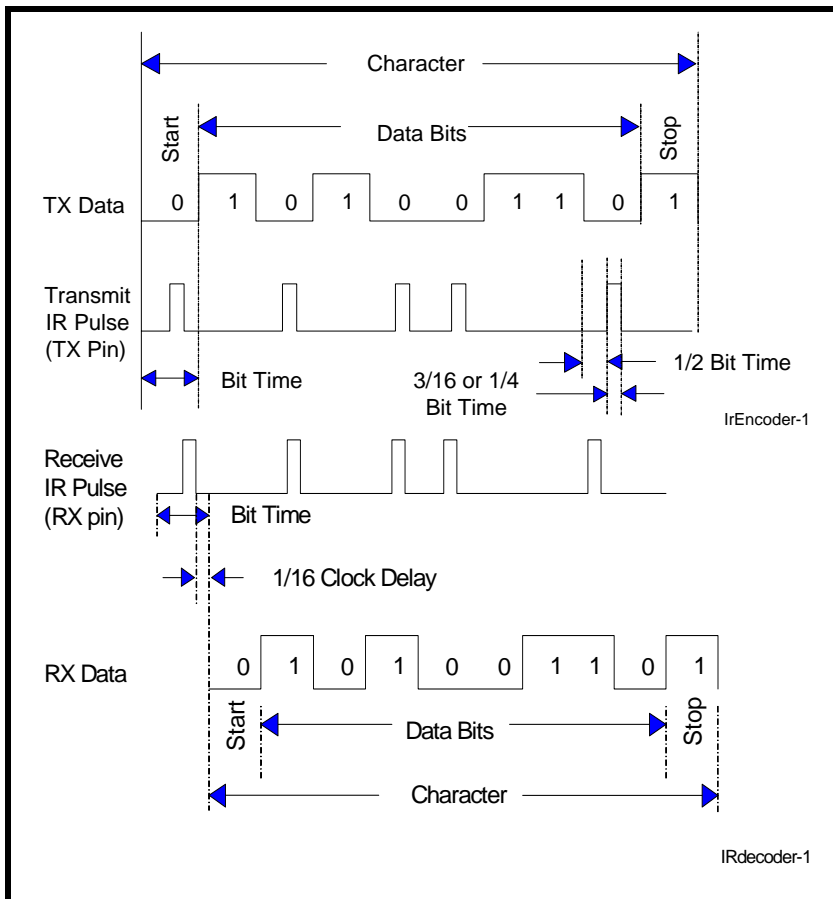 Character
Start
Data Bits
Stop
TX Data
0 1 0 1 0 0 1 1 0 1
Transmit
IR Pulse
(TX Pin)
Bit Time
1/2 Bit Time
3/16 or 1/4
Bit Time
IrEncoder-1
Receive
IR Pulse
(RX pin)
Bit Time
1/16 Clock Delay
RX Data
0 1 0 1 0 0 1 1 0 1
Start
Data Bits
Stop
Character
IRdecoder-1